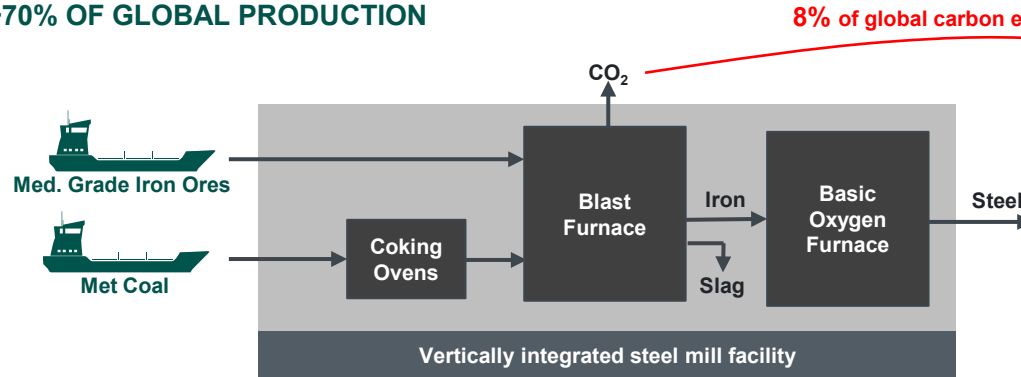 70% OF GLOBAL PRODUCTION
8% of global carbon e
CO2
Med. Grade Iron Ores
Met Coal
Coking
Ovens
Blast
Furnace
Iron
Slag
Basic
Oxygen
Furnace
Steel
Vertically integrated steel mill facility